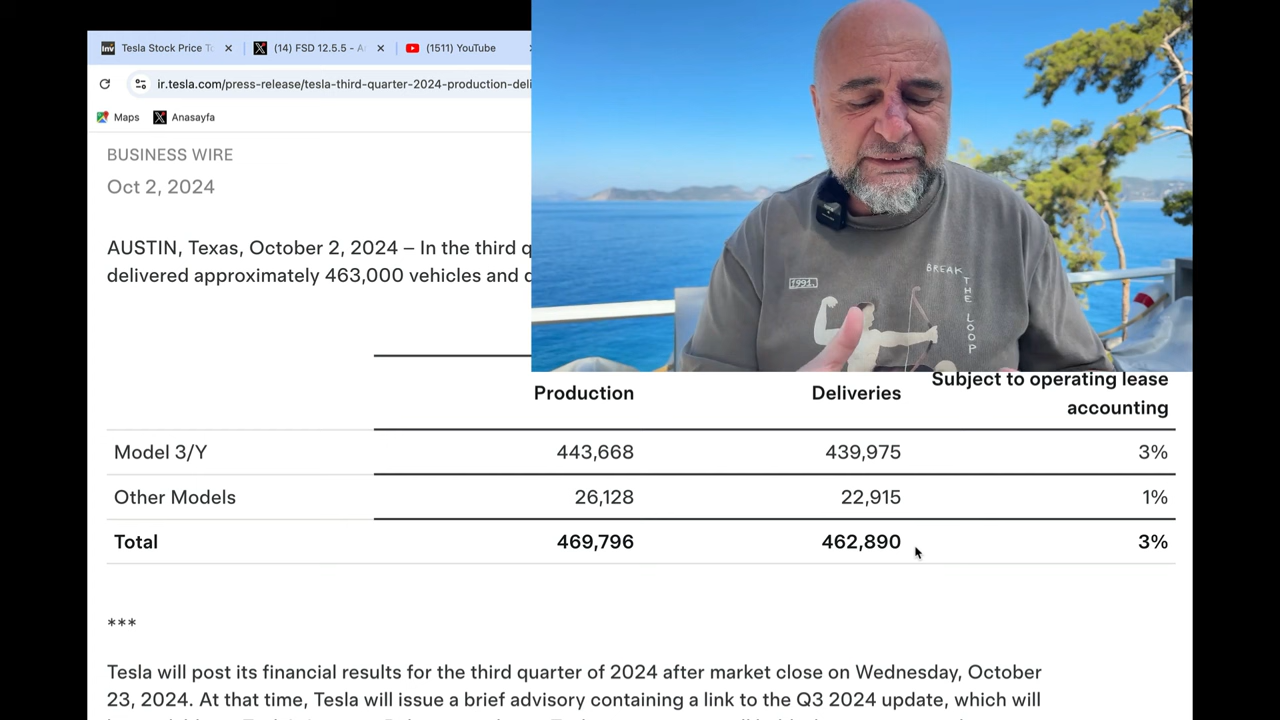 Tesla Stock Price T
(14) FSD 12.5.5 - A
(1511) YouTube
ir.tesla.com/press-release/tesla-third-quarter-2024-production-deli
Maps
Anasayfa
BUSINESS WIRE
Oct 2, 2024
AUSTIN, Texas, October 2, 2024 – In the third q
delivered approximately 463,000 vehicles and d
1991.
BREAK
THE
LOOP
Production Deliveries Subject to operating lease
accounting
Model 3/Y 443,668 439,975 3%
Other Models 26,128 22,915 1%
Total 469,796 462,890 3%
***
Tesla will post its financial results for the third quarter of 2024 after market close on Wednesday, October
23, 2024. At that time, Tesla will issue a brief advisory containing a link to the Q3 2024 update, which will